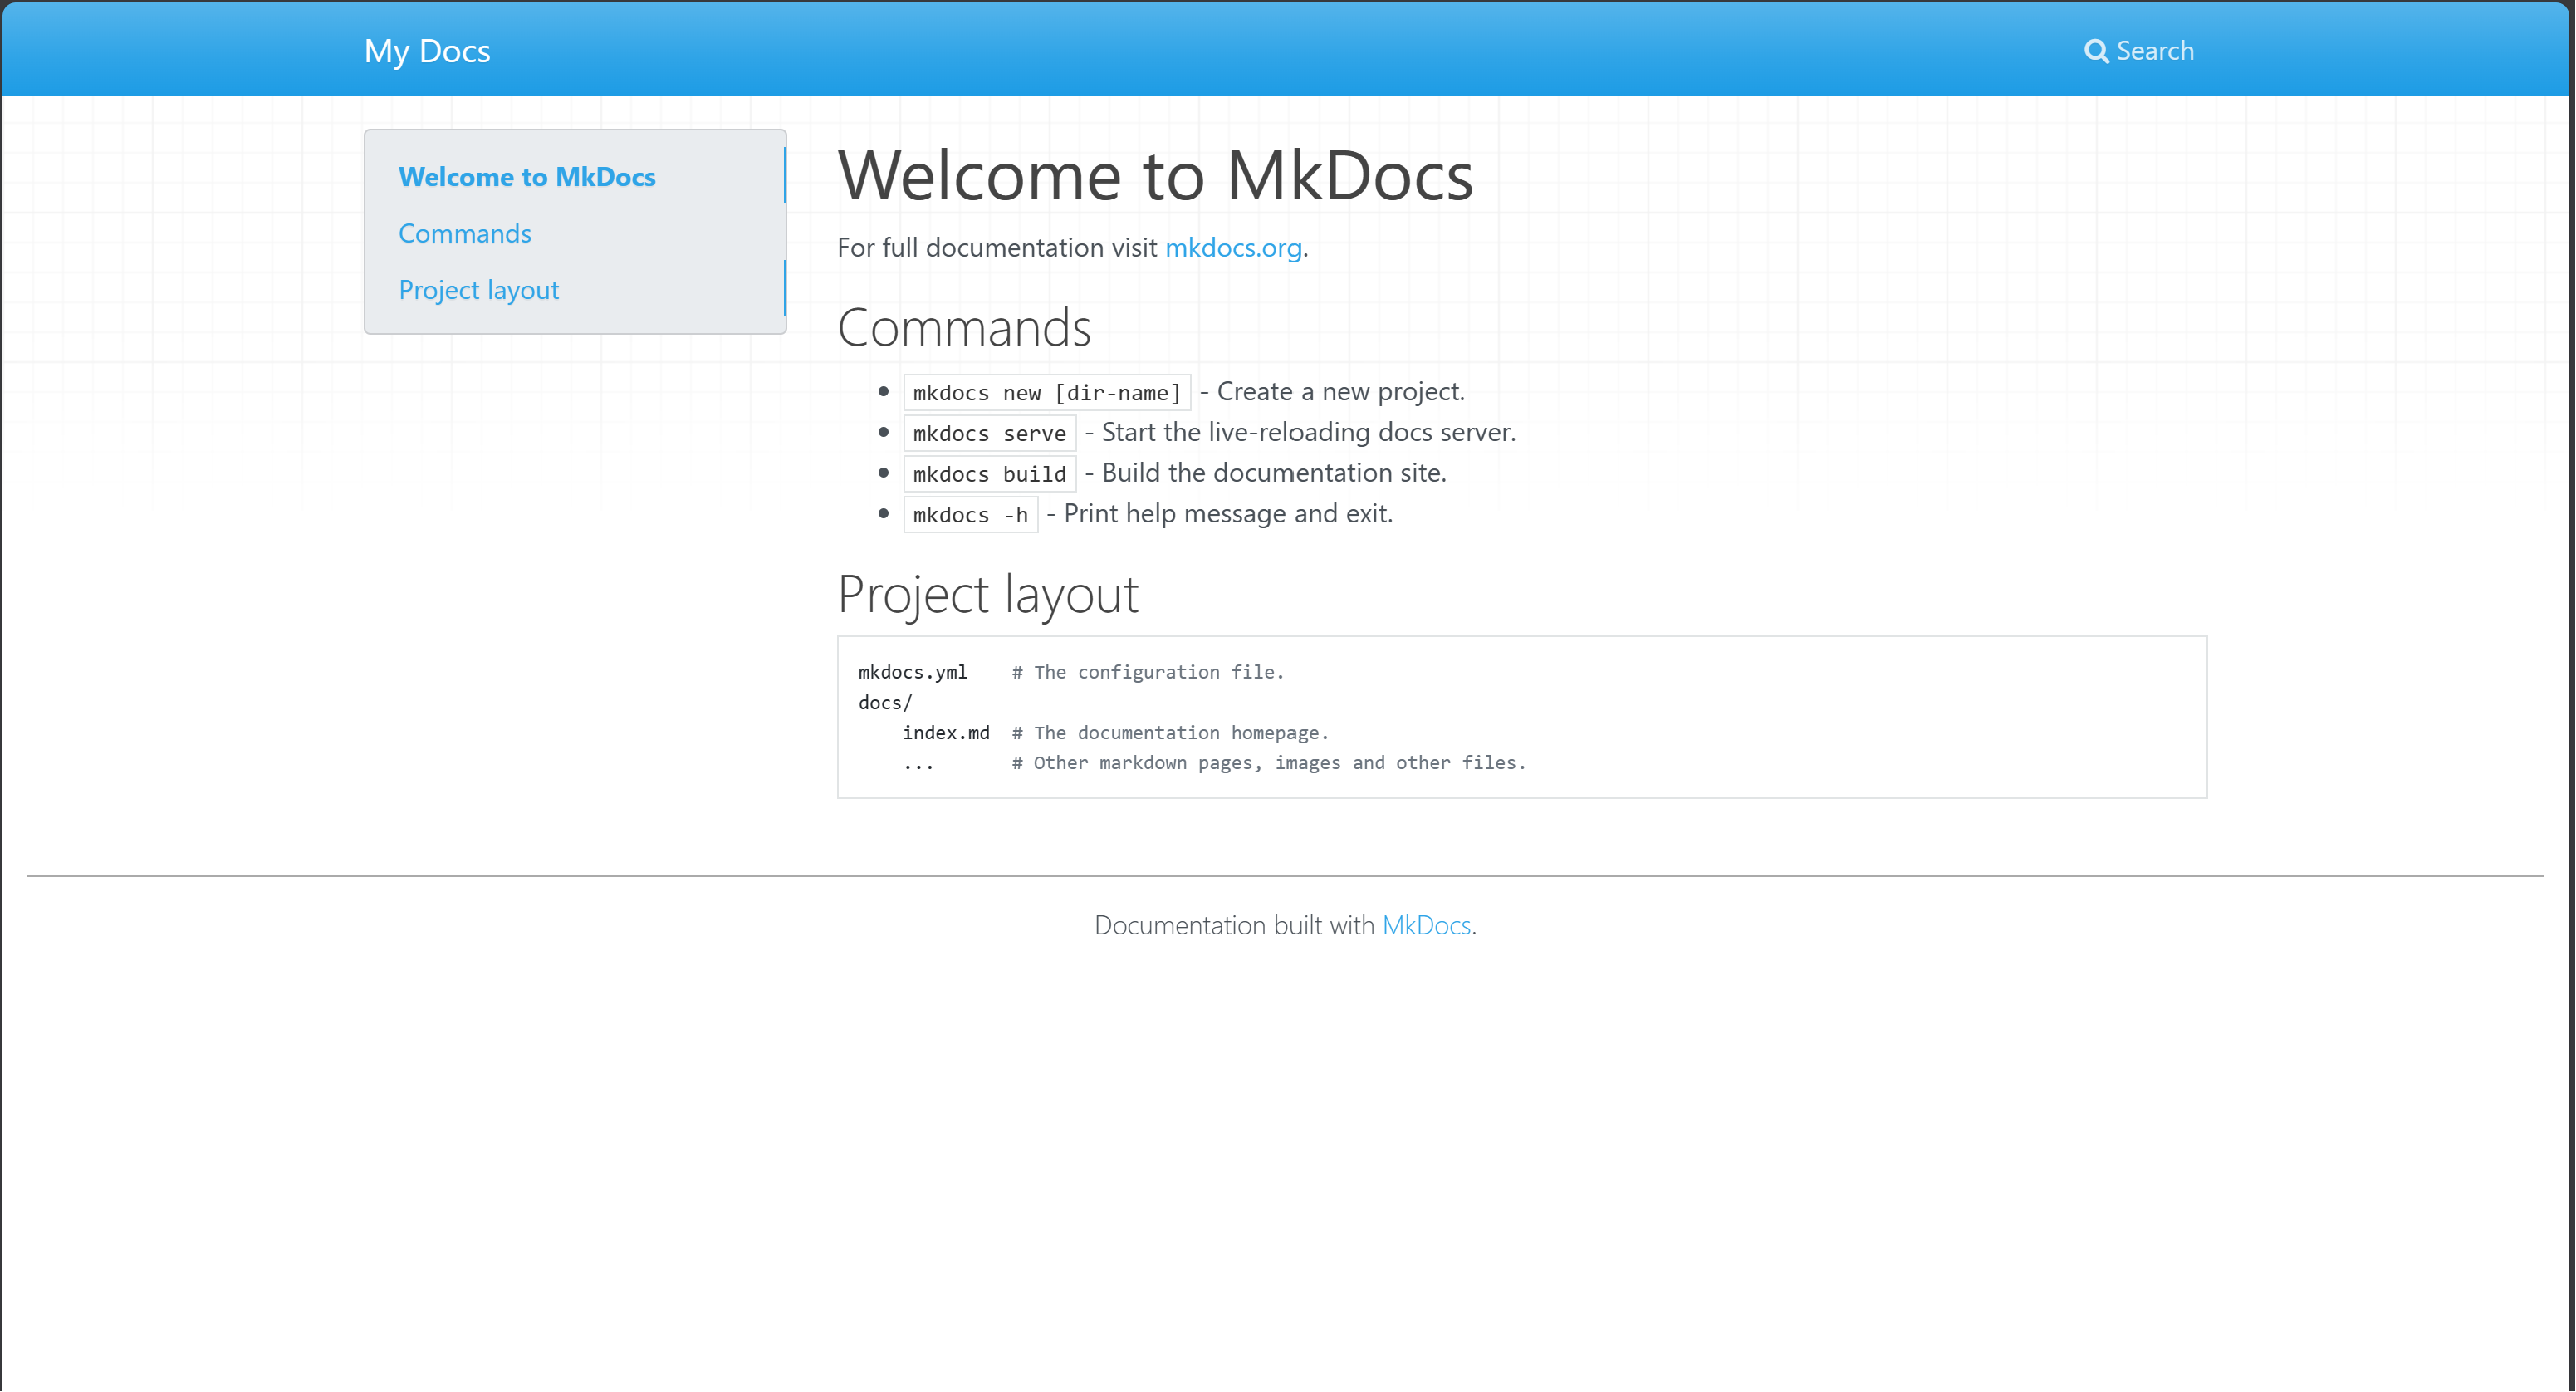 My Docs
Search
Welcome to MkDocs
Commands
Project layout
Welcome to MkDocs
For full documentation visit mkdocs.org.
Commands
mkdocs new [dir-name] - Create a new project.
mkdocs serve - Start the live-reloading docs server.
mkdocs build - Build the documentation site.
mkdocs -h - Print help message and exit.
Project layout
mkdocs.yml    # The configuration file.
docs/
    index.md  # The documentation homepage.
    ...       # Other markdown pages, images and other files.
Documentation built with MkDocs.